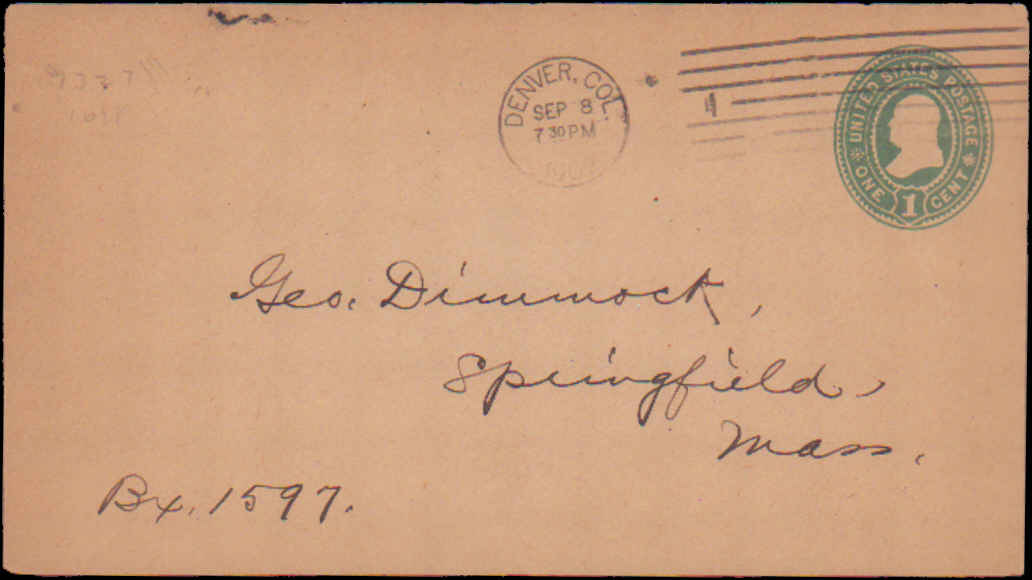 DENVER, COL.
SEP 8
7 30 PM
1
UNITED STATES POSTAGE
ONE 1 CENT
Geo. Dimmock,
Springfield,
Mass.
Bx. 1597.